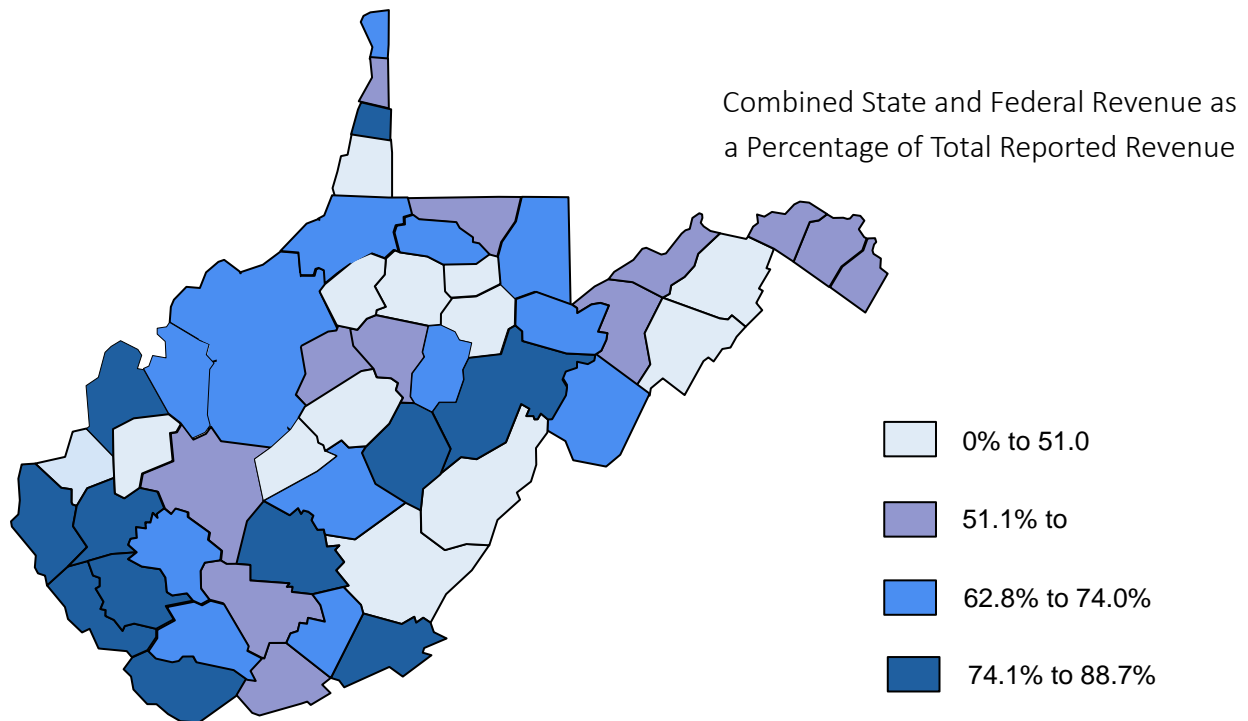 Combined State and Federal Revenue as
a Percentage of Total Reported Revenue
0% to 51.0
51.1% to
62.8% to 74.0%
74.1% to 88.7%